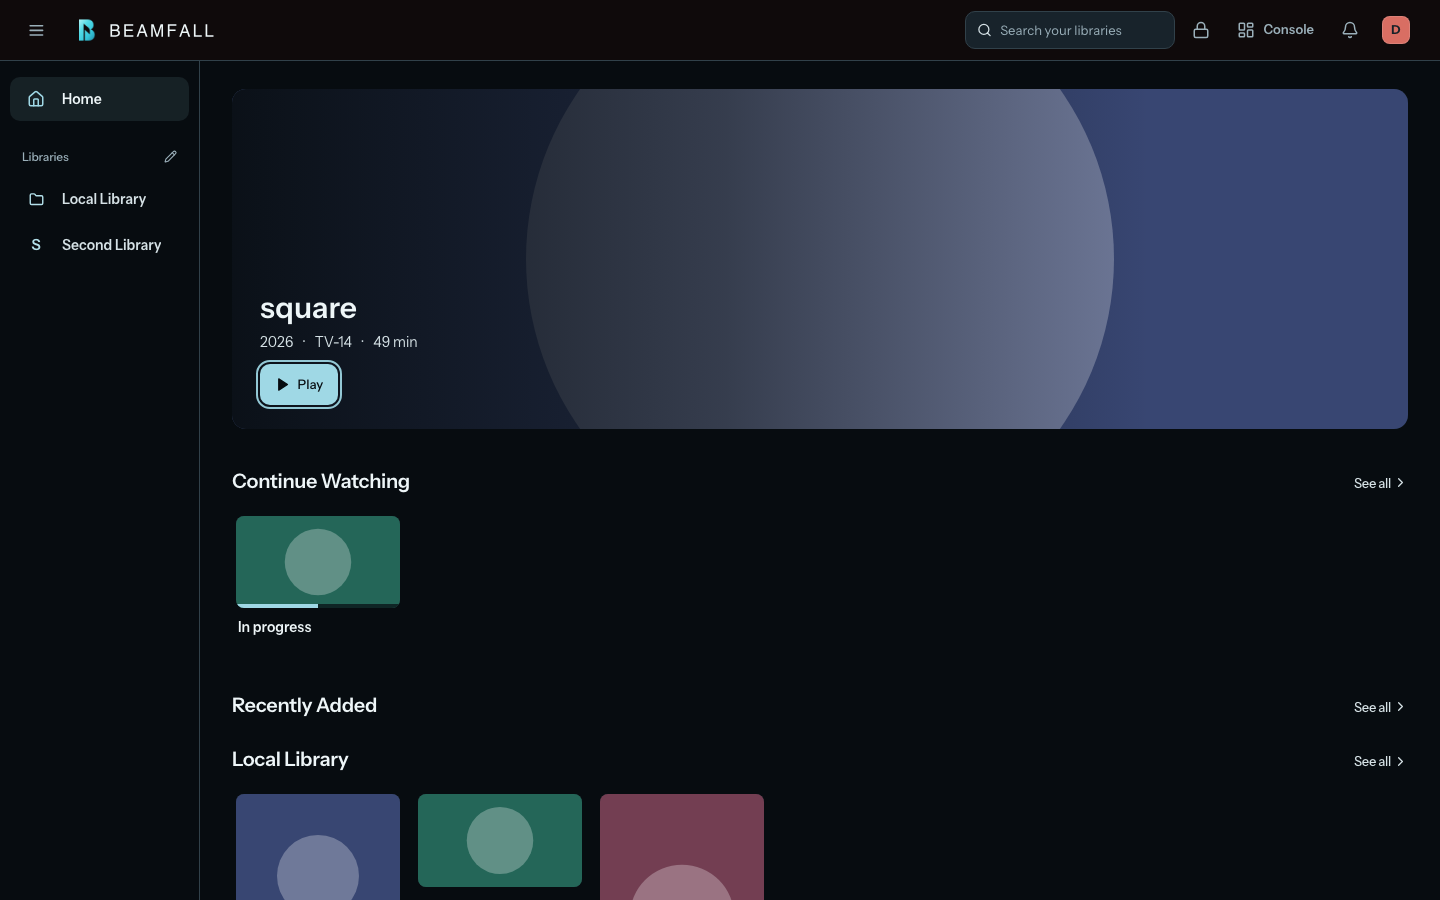 BEAMFALL
Search your libraries
Console
D
Home
Libraries
Local Library
S
Second Library
square
2026 · TV-14 · 49 min
Play
Continue Watching
See all
In progress
Recently Added
See all
Local Library
See all